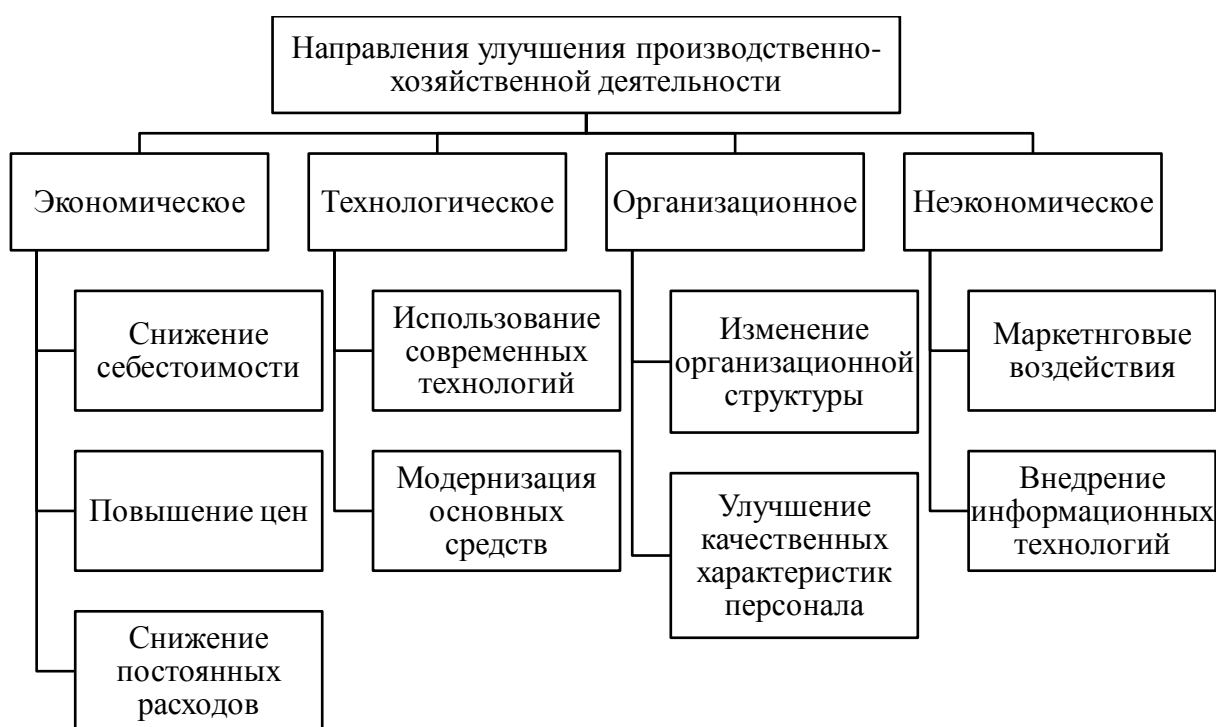 Направления улучшения производственно-
хозяйственной деятельности
Экономическое
Технологическое
Организационное
Неэкономическое
Снижение
себестоимости
Повышение цен
Снижение
постоянных
расходов
Использование
современных
технологий
Модернизация
основных
средств
Изменение
организационной
структуры
Улучшение
качественных
характеристик
персонала
Маркетнговые
воздействия
Внедрение
информационных
технологий